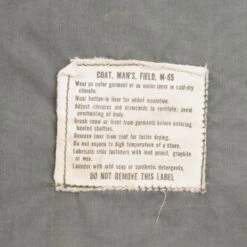 COAT, MAN'S, FIELD, M-65
Wear as outer garment or as under layer in cold-dry
climate.
Wear button-in liner for added insulation.
Adjust closures and drawcords to ventilate; avoid
overheating of body.
Brush snow or frost from garments before entering
heated shelters.
Remove liner from coat for faster drying.
Do not expose to high temperature of a stove.
Lubricate slide fasteners with lead pencil, graphite
or wax.
Launder with mild soap or synthetic detergents.
DO NOT REMOVE THIS LABEL